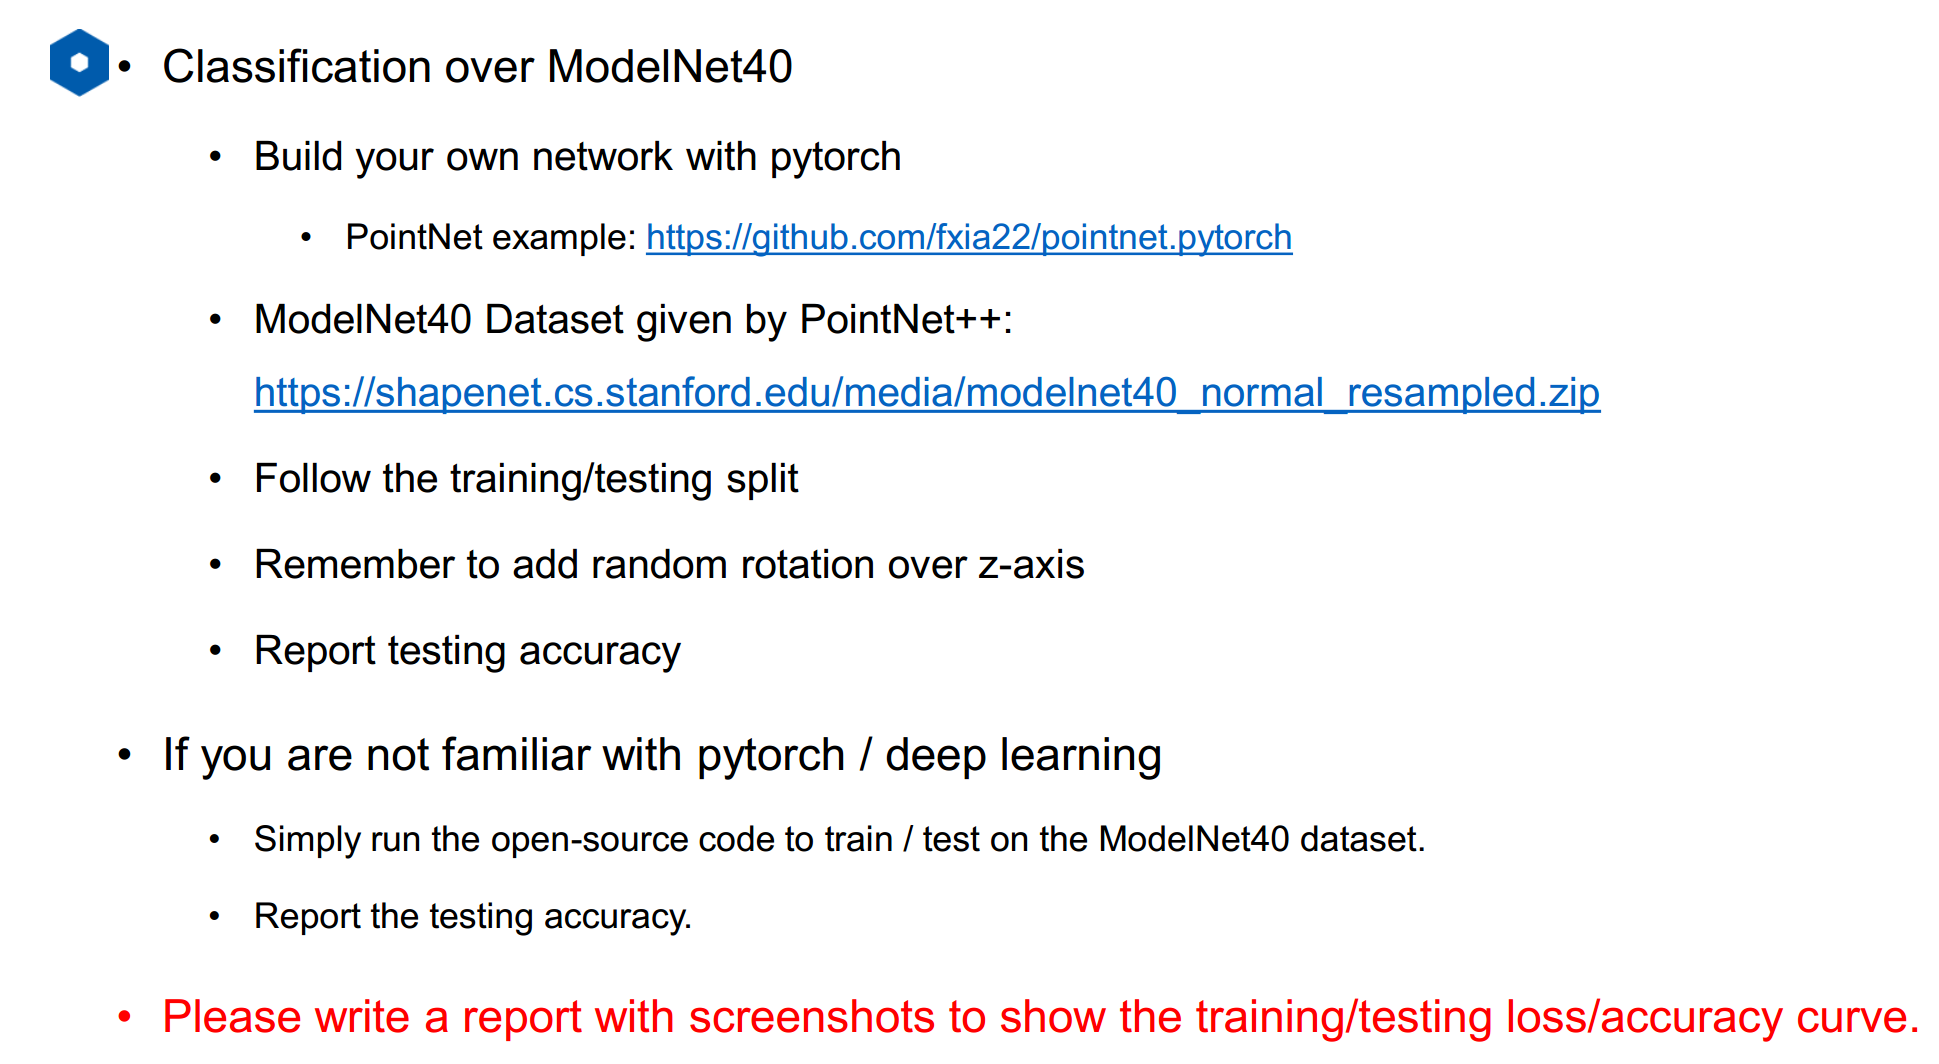 • Classification over ModelNet40
• Build your own network with pytorch
• PointNet example: https://github.com/fxia22/pointnet.pytorch
• ModelNet40 Dataset given by PointNet++:
https://shapenet.cs.stanford.edu/media/modelnet40_normal_resampled.zip
• Follow the training/testing split
• Remember to add random rotation over z-axis
• Report testing accuracy
• If you are not familiar with pytorch / deep learning
• Simply run the open-source code to train / test on the ModelNet40 dataset.
• Report the testing accuracy.
• Please write a report with screenshots to show the training/testing loss/accuracy curve.